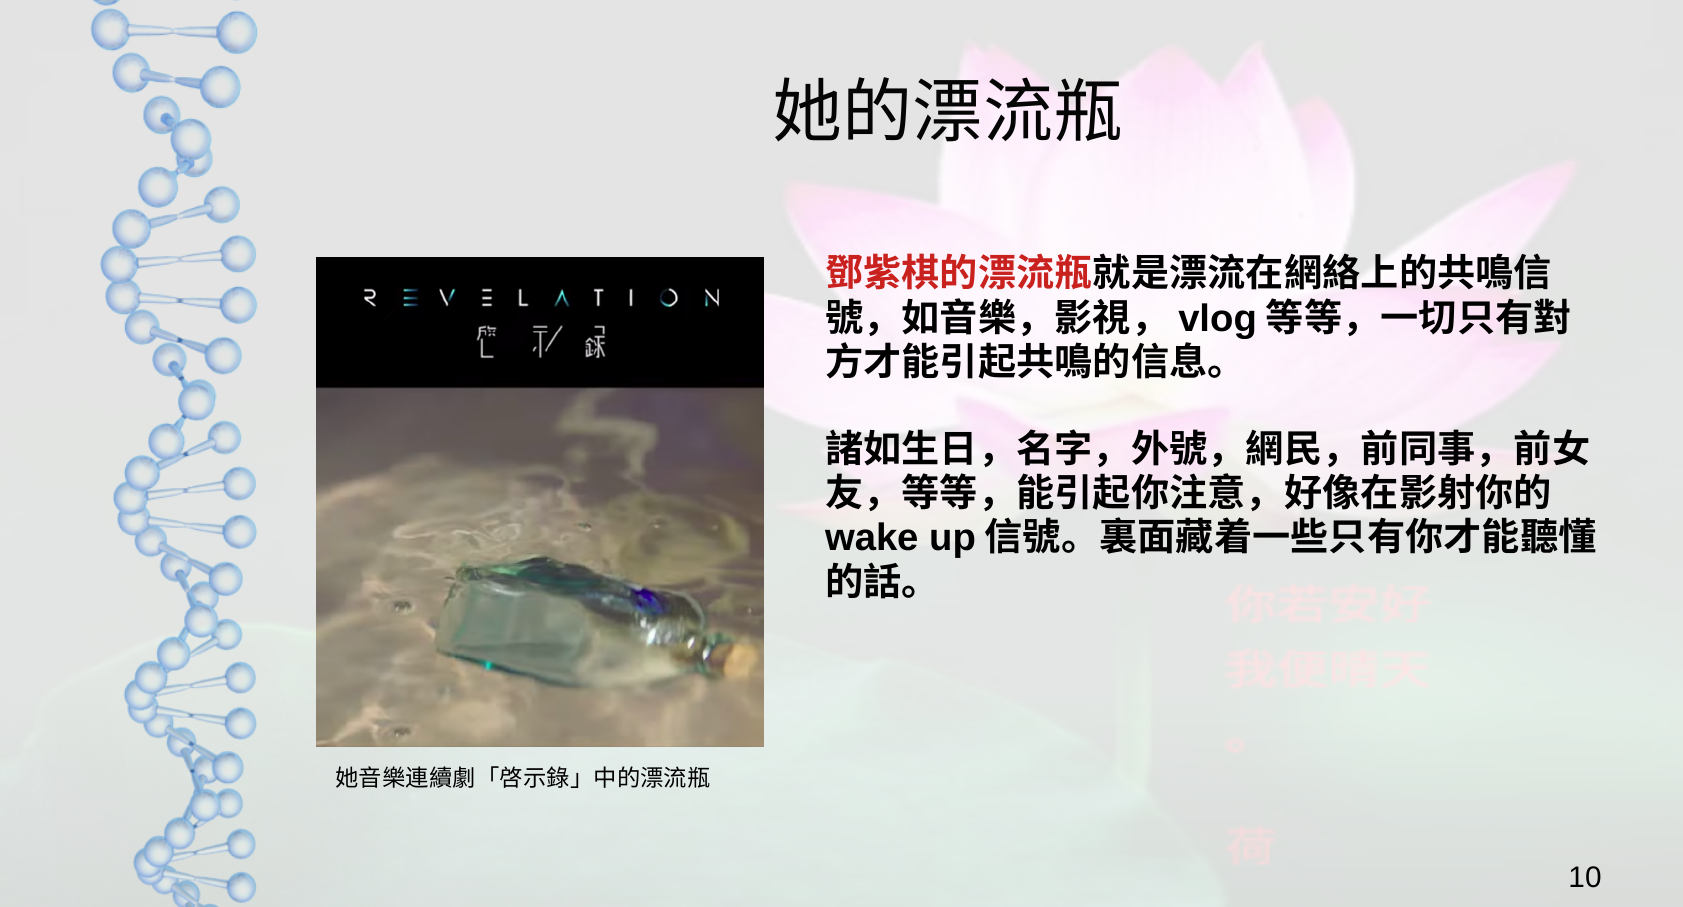 她的漂流瓶
REVELATION
啓示錄
鄧紫棋的漂流瓶就是漂流在網絡上的共鳴信
號，如音樂，影視， vlog 等等，一切只有對
方才能引起共鳴的信息。
諸如生日，名字，外號，網民，前同事，前女
友，等等，能引起你注意，好像在影射你的
wake up 信號。裏面藏着一些只有你才能聽懂
的話。
你若安好
我便晴天
。
荷
她音樂連續劇「啓示錄」中的漂流瓶
10